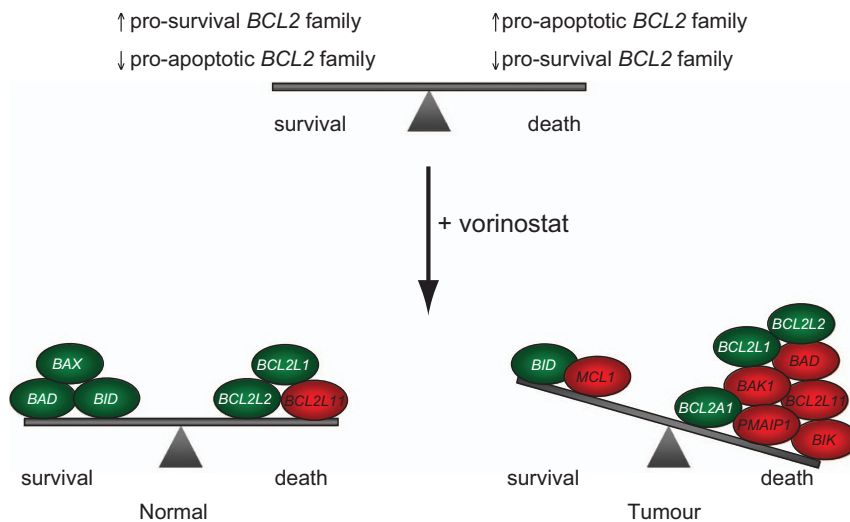 ↑ pro-survival BCL2 family
↓ pro-apoptotic BCL2 family
↑ pro-apoptotic BCL2 family
↓ pro-survival BCL2 family
survival
death
+ vorinostat
BAX
BAD
BID
BCL2L1
BCL2L2
BCL2L11
survival
death
Normal
BID
MCL1
BCL2L2
BCL2L1
BAD
BAK1
BCL2L11
BCL2A1
PMAIP1
BIK
survival
death
Tumour